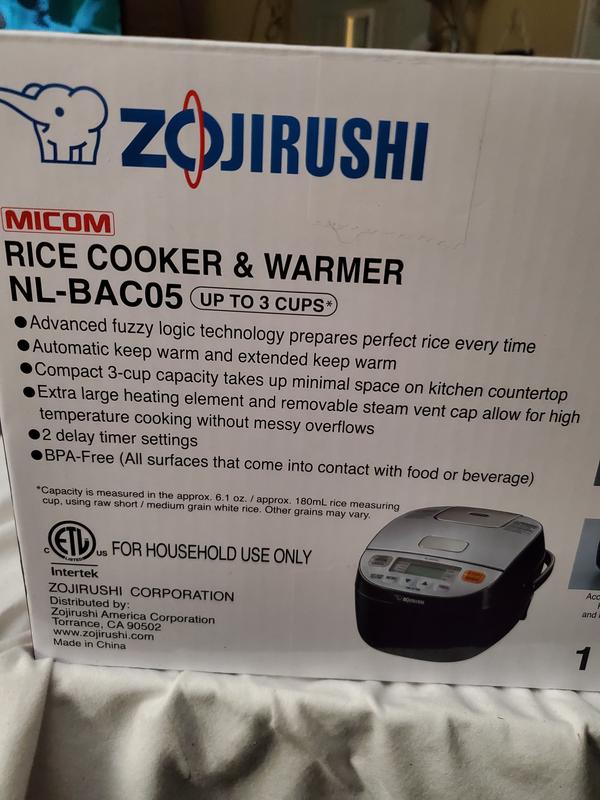 ZOJIRUSHI
MICOM
RICE COOKER & WARMER
NL-BAC05 UP TO 3 CUPS*
●Advanced fuzzy logic technology prepares perfect rice every time
●Automatic keep warm and extended keep warm
●Compact 3-cup capacity takes up minimal space on kitchen countertop
●Extra large heating element and removable steam vent cap allow for high
temperature cooking without messy overflows
●2 delay timer settings
●BPA-Free (All surfaces that come into contact with food or beverage)
*Capacity is measured in the approx. 6.1 oz. / approx. 180mL rice measuring
cup, using raw short / medium grain white rice. Other grains may vary.
C ETL LISTED US FOR HOUSEHOLD USE ONLY
Intertek
ZOJIRUSHI CORPORATION
Distributed by:
Zojirushi America Corporation
Torrance, CA 90502
www.zojirushi.com
Made in China
ZOJIRUSHI
and
1